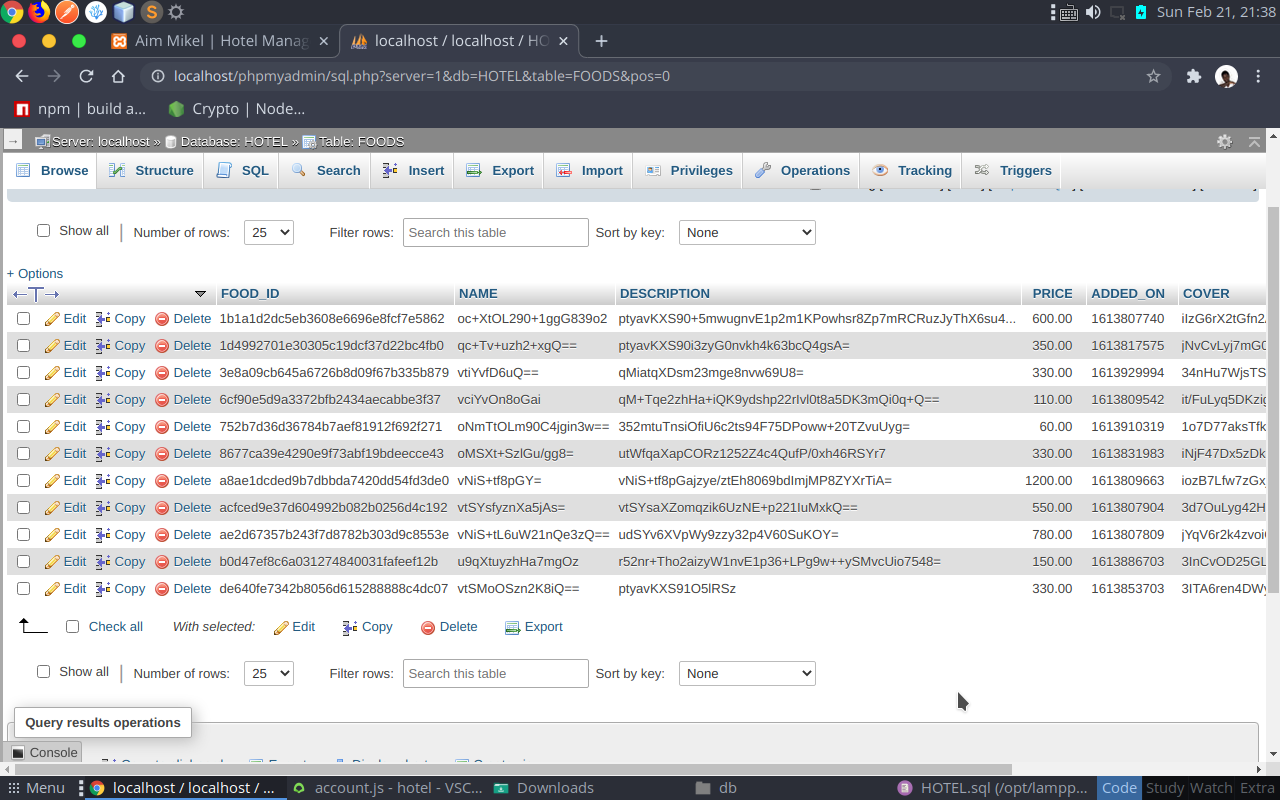 Sun Feb 21, 21:38
Aim Mikel | Hotel Manag
localhost / localhost / HO
localhost/phpmyadmin/sql.php?server=1&db=HOTEL&table=FOODS&pos=0
npm | build a... Crypto | Node...
Server: localhost » Database: HOTEL » Table: FOODS
Browse Structure SQL Search Insert Export Import Privileges Operations Tracking Triggers
Show all | Number of rows: 25 Filter rows: Search this table Sort by key: None
+ Options
FOOD_ID NAME DESCRIPTION PRICE ADDED_ON COVER
Edit Copy Delete 1b1a1d2dc5eb3608e6696e8fcf7e5862 oc+XtOL290+1ggG839o2 ptyavKXS90+5mwugnvE1p2m1KPowhsr8Zp7mRCRuzJyThX6su4... 600.00 1613807740 iIzG6rX2tGfn2
Edit Copy Delete 1d4992701e30305c19dcf37d22bc4fb0 qc+Tv+uzh2+xgQ== ptyavKXS90i3zyG0nvkh4k63bcQ4gsA= 350.00 1613817575 jNvCvLyj7mG0
Edit Copy Delete 3e8a09cb645a6726b8d09f67b335b879 vtiYvfD6uQ== qMiatqXDsm23mge8nvw69U8= 330.00 1613929994 34nHu7WjsTS
Edit Copy Delete 6cf90e5d9a3372bfb2434aecabbe3f37 vciYvOn8oGai qM+Tqe2zhHa+iQK9ydshp22rIvl0t8a5DK3mQi0q+Q== 110.00 1613809542 it/FuLyq5DKzig
Edit Copy Delete 752b7d36d36784b7aef81912f692f271 oNmTtOLm90C4jgin3w== 352mtuTnsiOfiU6c2ts94F75DPoww+20TZvuUyg= 60.00 1613910319 1o7D77aksTfk
Edit Copy Delete 8677ca39e4290e9f73abf19bdeecce43 oMSXt+SzlGu/gg8= utWfqaXapCORz1252Z4c4QufP/0xh46RSYr7 330.00 1613831983 iNjF47Dx5zDk
Edit Copy Delete a8ae1dcded9b7dbbda7420dd54fd3de0 vNiS+tf8pGY= vNiS+tf8pGajzye/ztEh8069bdImjMP8ZYXrTiA= 1200.00 1613809663 iozB7Lfw7zGx
Edit Copy Delete acfced9e37d604992b082b0256d4c192 vtSYsfyznXa5jAs= vtSYsaXZomqzik6UzNE+p221IuMxkQ== 550.00 1613807904 3d7OuLyg42H
Edit Copy Delete ae2d67357b243f7d8782b303d9c8553e vNiS+tL6uW21nQe3zQ== udSYv6XVpWy9zzy32p4V60SuKOY= 780.00 1613807809 jYqV6r2k4zvoi
Edit Copy Delete b0d47ef8c6a031274840031fafeef12b u9qXtuyzhHa7mgOz r52nr+Tho2aizyW1nvE1p36+LPg9w++ySMvcUio7548= 150.00 1613886703 3InCvOD25GL
Edit Copy Delete de640fe7342b8056d615288888c4dc07 vtSMoOSzn2K8iQ== ptyavKXS91O5lRSz 330.00 1613853703 3ITA6ren4DWy
Check all With selected: Edit Copy Delete Export
Show all | Number of rows: 25 Filter rows: Search this table Sort by key: None
Query results operations
Console
Menu localhost / localhost / ... account.js - hotel - VSC... Downloads db HOTEL.sql (/opt/lampp... Code Study Watch Extra